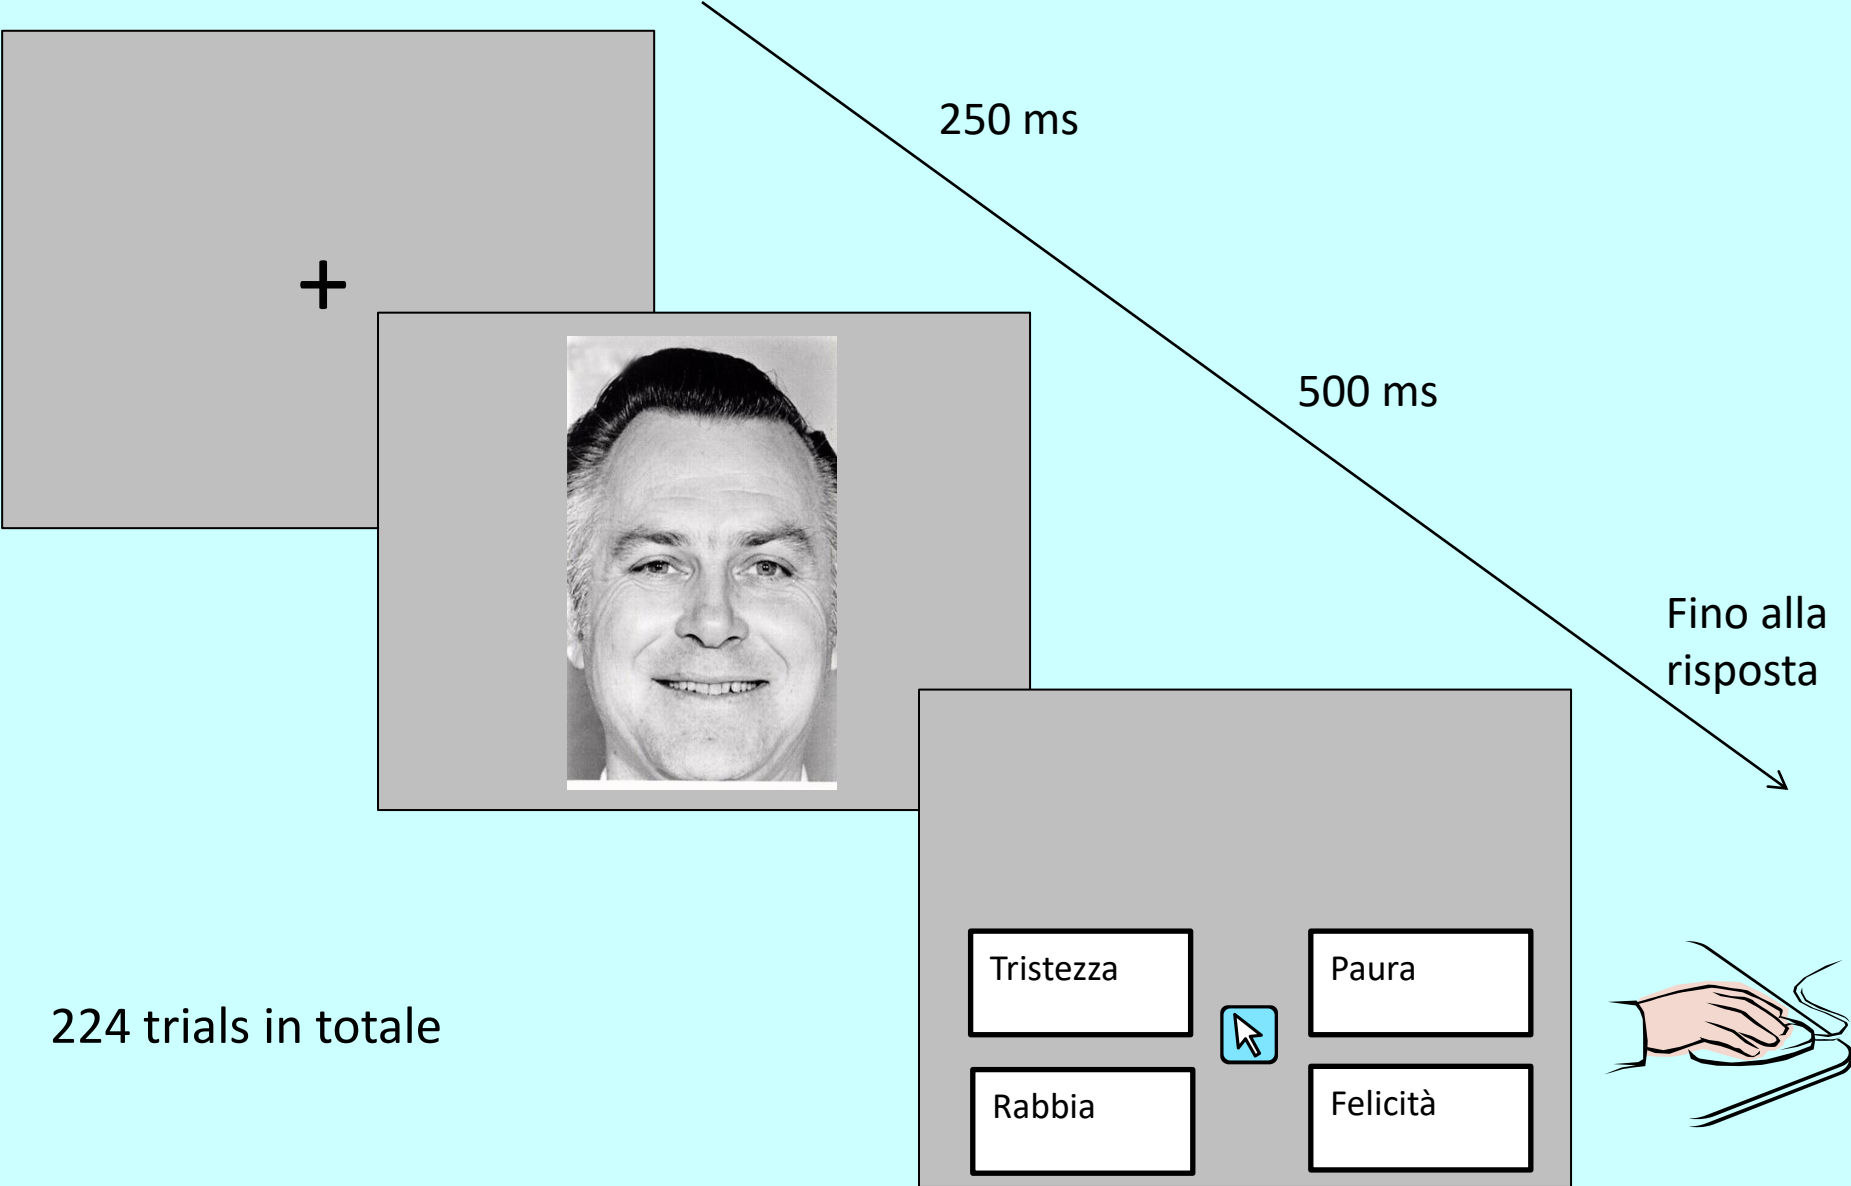 250 ms
500 ms
Fino alla
risposta
Tristezza
Paura
224 trials in totale
Rabbia
Felicità